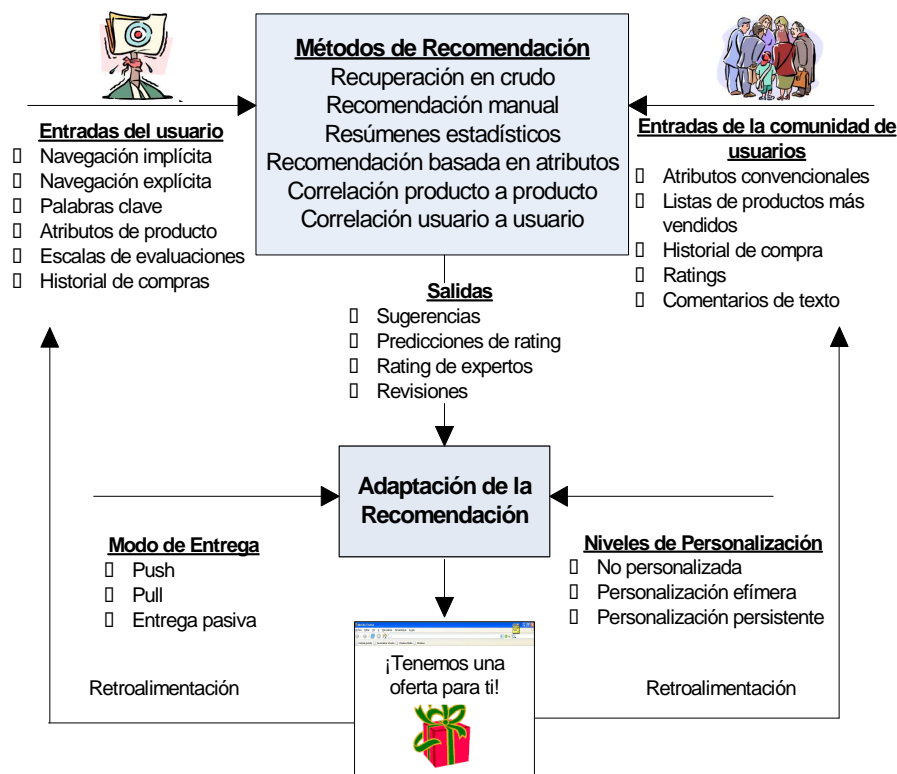 Métodos de Recomendación
Recuperación en crudo
Recomendación manual
Resúmenes estadísticos
Recomendación basada en atributos
Correlación producto a producto
Correlación usuario a usuario
Entradas del usuario
Navegación implícita
Navegación explícita
Palabras clave
Atributos de producto
Escalas de evaluaciones
Historial de compras
Entradas de la comunidad de
usuarios
Atributos convencionales
Listas de productos más
vendidos
Historial de compra
Ratings
Comentarios de texto
Salidas
Sugerencias
Predicciones de rating
Rating de expertos
Revisiones
Adaptación de la
Recomendación
Modo de Entrega
Push
Pull
Entrega pasiva
Niveles de Personalización
No personalizada
Personalización efímera
Personalización persistente
¡Tenemos una
oferta para ti!
Retroalimentación
Retroalimentación